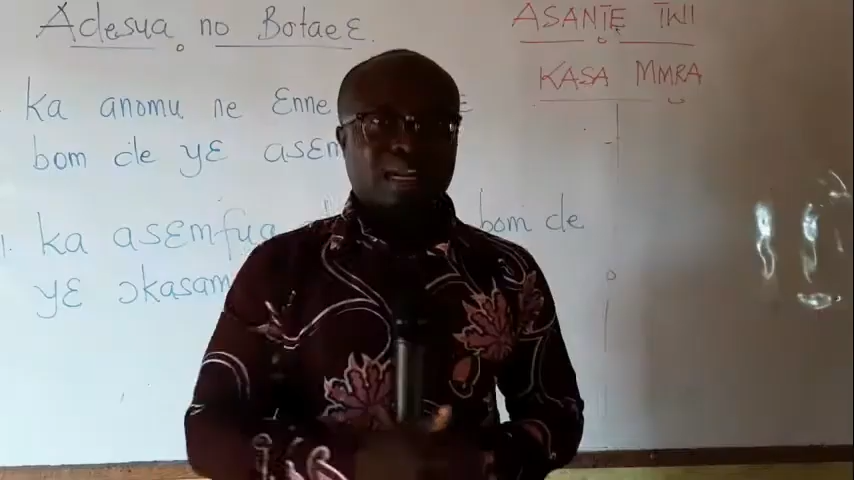 Adesua no Botaeɛ.
ASANTE TWI
KASA MMRA
ka anomu ne Ɛnne
bom de yɛ asɛm
1. ka asɛmfua bom de
yɛ ɔkasam